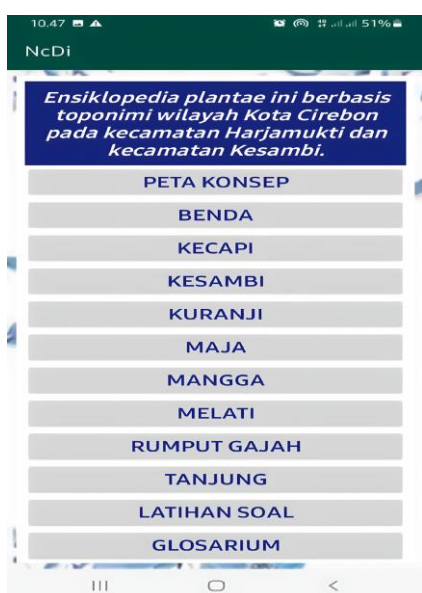 10.47 51%
NcDi
Ensiklopedia plantae ini berbasis
toponimi wilayah Kota Cirebon
pada kecamatan Harjamukti dan
kecamatan Kesambi.
PETA KONSEP
BENDA
KECAPI
KESAMBI
KURANJI
MAJA
MANGGA
MELATI
RUMPUT GAJAH
TANJUNG
LATIHAN SOAL
GLOSARIUM